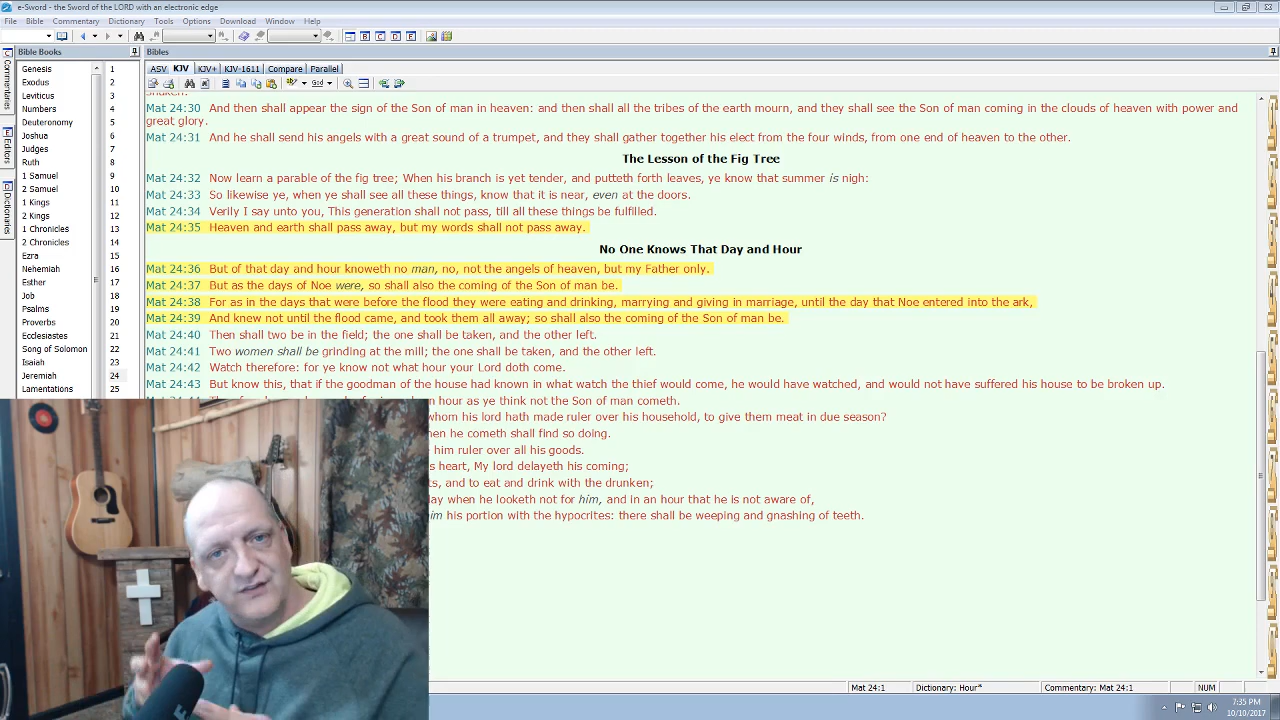 e-Sword - the Sword of the LORD with an electronic edge
File Bible Commentary Dictionary Tools Options Download Window Help
B C D E
Bible Books
Bibles
Commentaries
Editors
Dictionaries
Genesis
Exodus
Leviticus
Numbers
Deuteronomy
Joshua
Judges
Ruth
1 Samuel
2 Samuel
1 Kings
2 Kings
1 Chronicles
2 Chronicles
Ezra
Nehemiah
Esther
Job
Psalms
Proverbs
Ecclesiastes
Song of Solomon
Isaiah
Jeremiah
Lamentations
1
2
3
4
5
6
7
8
9
10
11
12
13
14
15
16
17
18
19
20
21
22
23
24
25
ASV KJV KJV+ KJV-1611 Compare Parallel
God
shaken:
Mat 24:30 And then shall appear the sign of the Son of man in heaven: and then shall all the tribes of the earth mourn, and they shall see the Son of man coming in the clouds of heaven with power and
great glory.
Mat 24:31 And he shall send his angels with a great sound of a trumpet, and they shall gather together his elect from the four winds, from one end of heaven to the other.
The Lesson of the Fig Tree
Mat 24:32 Now learn a parable of the fig tree; When his branch is yet tender, and putteth forth leaves, ye know that summer is nigh:
Mat 24:33 So likewise ye, when ye shall see all these things, know that it is near, even at the doors.
Mat 24:34 Verily I say unto you, This generation shall not pass, till all these things be fulfilled.
Mat 24:35 Heaven and earth shall pass away, but my words shall not pass away.
No One Knows That Day and Hour
Mat 24:36 But of that day and hour knoweth no man, no, not the angels of heaven, but my Father only.
Mat 24:37 But as the days of Noe were, so shall also the coming of the Son of man be.
Mat 24:38 For as in the days that were before the flood they were eating and drinking, marrying and giving in marriage, until the day that Noe entered into the ark,
Mat 24:39 And knew not until the flood came, and took them all away; so shall also the coming of the Son of man be.
Mat 24:40 Then shall two be in the field; the one shall be taken, and the other left.
Mat 24:41 Two women shall be grinding at the mill; the one shall be taken, and the other left.
Mat 24:42 Watch therefore: for ye know not what hour your Lord doth come.
Mat 24:43 But know this, that if the goodman of the house had known in what watch the thief would come, he would have watched, and would not have suffered his house to be broken up.
hour as ye think not the Son of man cometh.
whom his lord hath made ruler over his household, to give them meat in due season?
he cometh shall find so doing.
him ruler over all his goods.
heart, My lord delayeth his coming;
and to eat and drink with the drunken;
when he looketh not for him, and in an hour that he is not aware of,
his portion with the hypocrites: there shall be weeping and gnashing of teeth.
Mat 24:1 Dictionary: Hour* Commentary: Mat 24:1 NUM
7:35 PM
10/10/2017